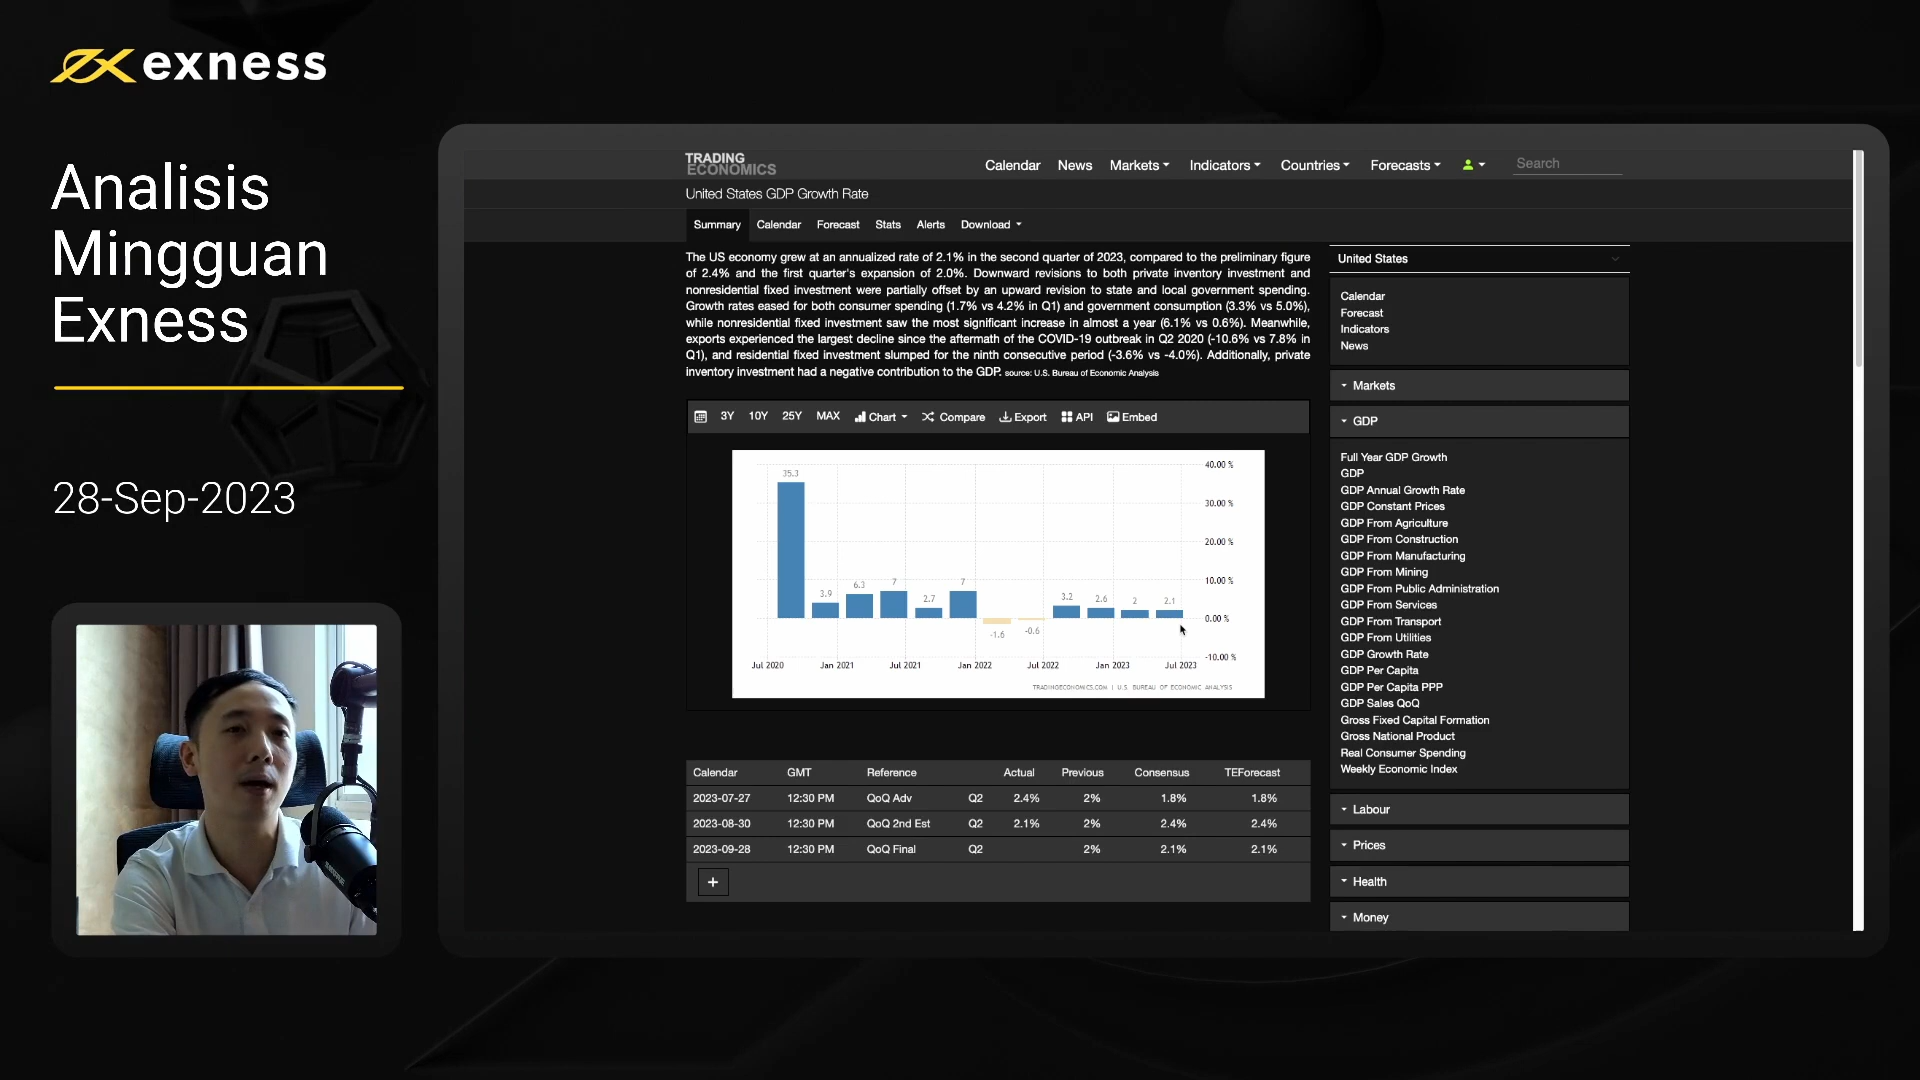 exness
Analisis
Mingguan
Exness
28-Sep-2023
TRADING
ECONOMICS
Calendar News Markets Indicators Countries Forecasts Search
United States GDP Growth Rate
Summary Calendar Forecast Stats Alerts Download
The US economy grew at an annualized rate of 2.1% in the second quarter of 2023, compared to the preliminary figure
of 2.4% and the first quarter's expansion of 2.0%. Downward revisions to both private inventory investment and
nonresidential fixed investment were partially offset by an upward revision to state and local government spending.
Growth rates eased for both consumer spending (1.7% vs 4.2% in Q1) and government consumption (3.3% vs 5.0%),
while nonresidential fixed investment saw the most significant increase in almost a year (6.1% vs 0.6%). Meanwhile,
exports experienced the largest decline since the aftermath of the COVID-19 outbreak in Q2 2020 (-10.6% vs 7.8% in
Q1), and residential fixed investment slumped for the ninth consecutive period (-3.6% vs -4.0%). Additionally, private
inventory investment had a negative contribution to the GDP. source: U.S. Bureau of Economic Analysis
3Y 10Y 25Y MAX Chart Compare Export API Embed
40.00 %
35.3
30.00 %
20.00 %
10.00 %
3.9 6.3 7 2.7 7 3.2 2.6 2 2.1
0.00 %
-1.6 -0.6
-10.00 %
Jul 2020 Jan 2021 Jul 2021 Jan 2022 Jul 2022 Jan 2023 Jul 2023
TRADINGECONOMICS.COM | U.S. BUREAU OF ECONOMIC ANALYSIS
Calendar GMT Reference Actual Previous Consensus TEForecast
2023-07-27 12:30 PM QoQ Adv Q2 2.4% 2% 1.8% 1.8%
2023-08-30 12:30 PM QoQ 2nd Est Q2 2.1% 2% 2.4% 2.4%
2023-09-28 12:30 PM QoQ Final Q2 2% 2.1% 2.1%
+
United States
Calendar
Forecast
Indicators
News
Markets
GDP
Full Year GDP Growth
GDP
GDP Annual Growth Rate
GDP Constant Prices
GDP From Agriculture
GDP From Construction
GDP From Manufacturing
GDP From Mining
GDP From Public Administration
GDP From Services
GDP From Transport
GDP From Utilities
GDP Growth Rate
GDP Per Capita
GDP Per Capita PPP
GDP Sales QoQ
Gross Fixed Capital Formation
Gross National Product
Real Consumer Spending
Weekly Economic Index
Labour
Prices
Health
Money